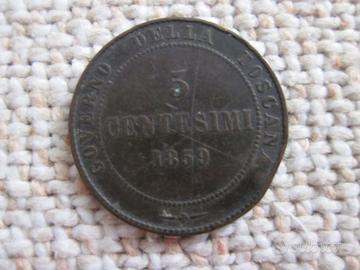 GOVERNO DELLA TOSCANA
5
CENTESIMI
1859